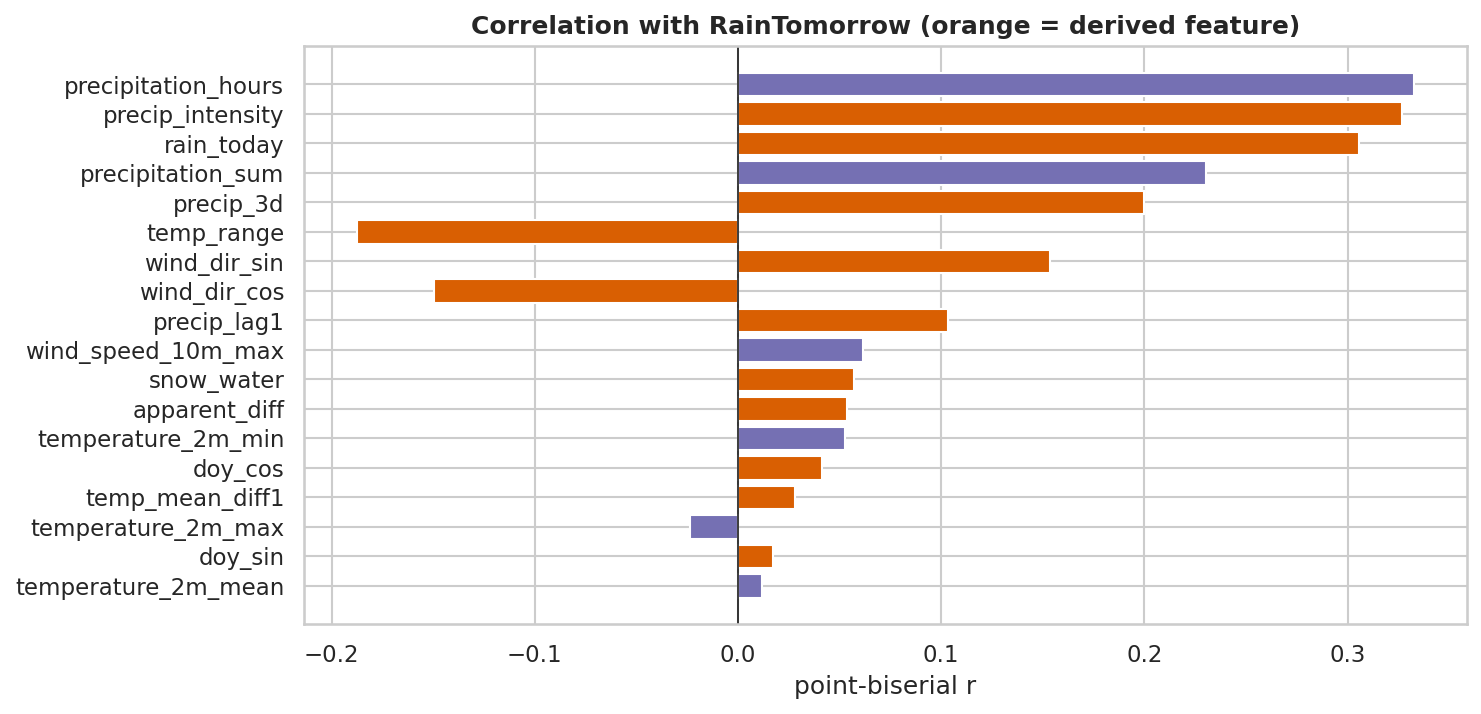 Correlation with RainTomorrow (orange = derived feature)
precipitation_hours
precip_intensity
rain_today
precipitation_sum
precip_3d
temp_range
wind_dir_sin
wind_dir_cos
precip_lag1
wind_speed_10m_max
snow_water
apparent_diff
temperature_2m_min
doy_cos
temp_mean_diff1
temperature_2m_max
doy_sin
temperature_2m_mean
−0.2 −0.1 0.0 0.1 0.2 0.3
point-biserial r